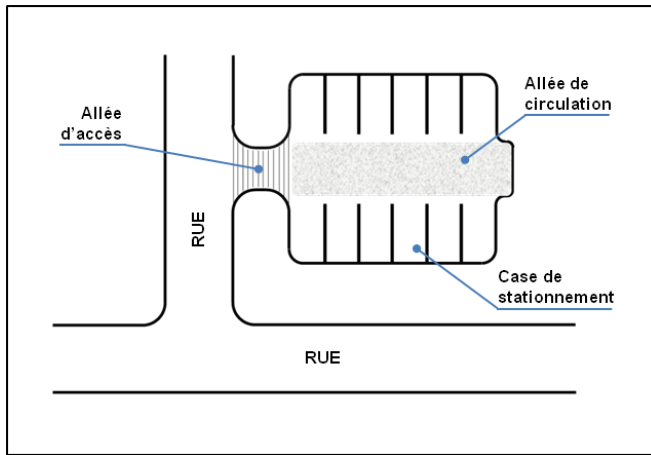 Allée de
circulation
Allée
d'accès
RUE
Case de
stationnement
RUE